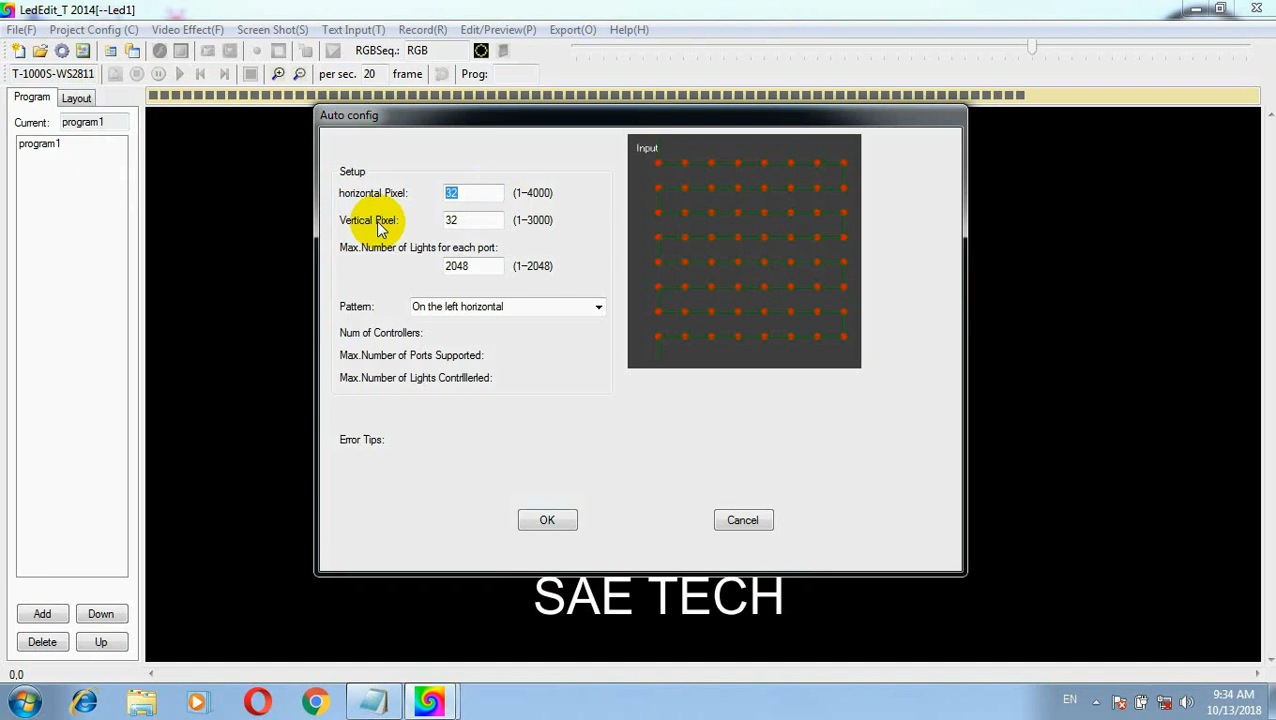 LedEdit_T 2014[--Led1]
File(F) Project Config (C) Video Effect(F) Screen Shot(S) Text Input(T) Record(R) Edit/Preview(P) Export(O) Help(H)
RGBSeq.: RGB
T-1000S-WS2811 per sec. 20 frame Prog:
Program Layout
Current: program1
program1
Auto config
Setup
horizontal Pixel: 32 (1-4000)
Vertical Pixel: 32 (1-3000)
Max.Number of Lights for each port:
2048 (1-2048)
Pattern: On the left horizontal
Num of Controllers:
Max.Number of Ports Supported:
Max.Number of Lights Contrlllerled:
Error Tips:
Input
OK Cancel
SAE TECH
Add Down
Delete Up
0,0
EN
9:34 AM
10/13/2018